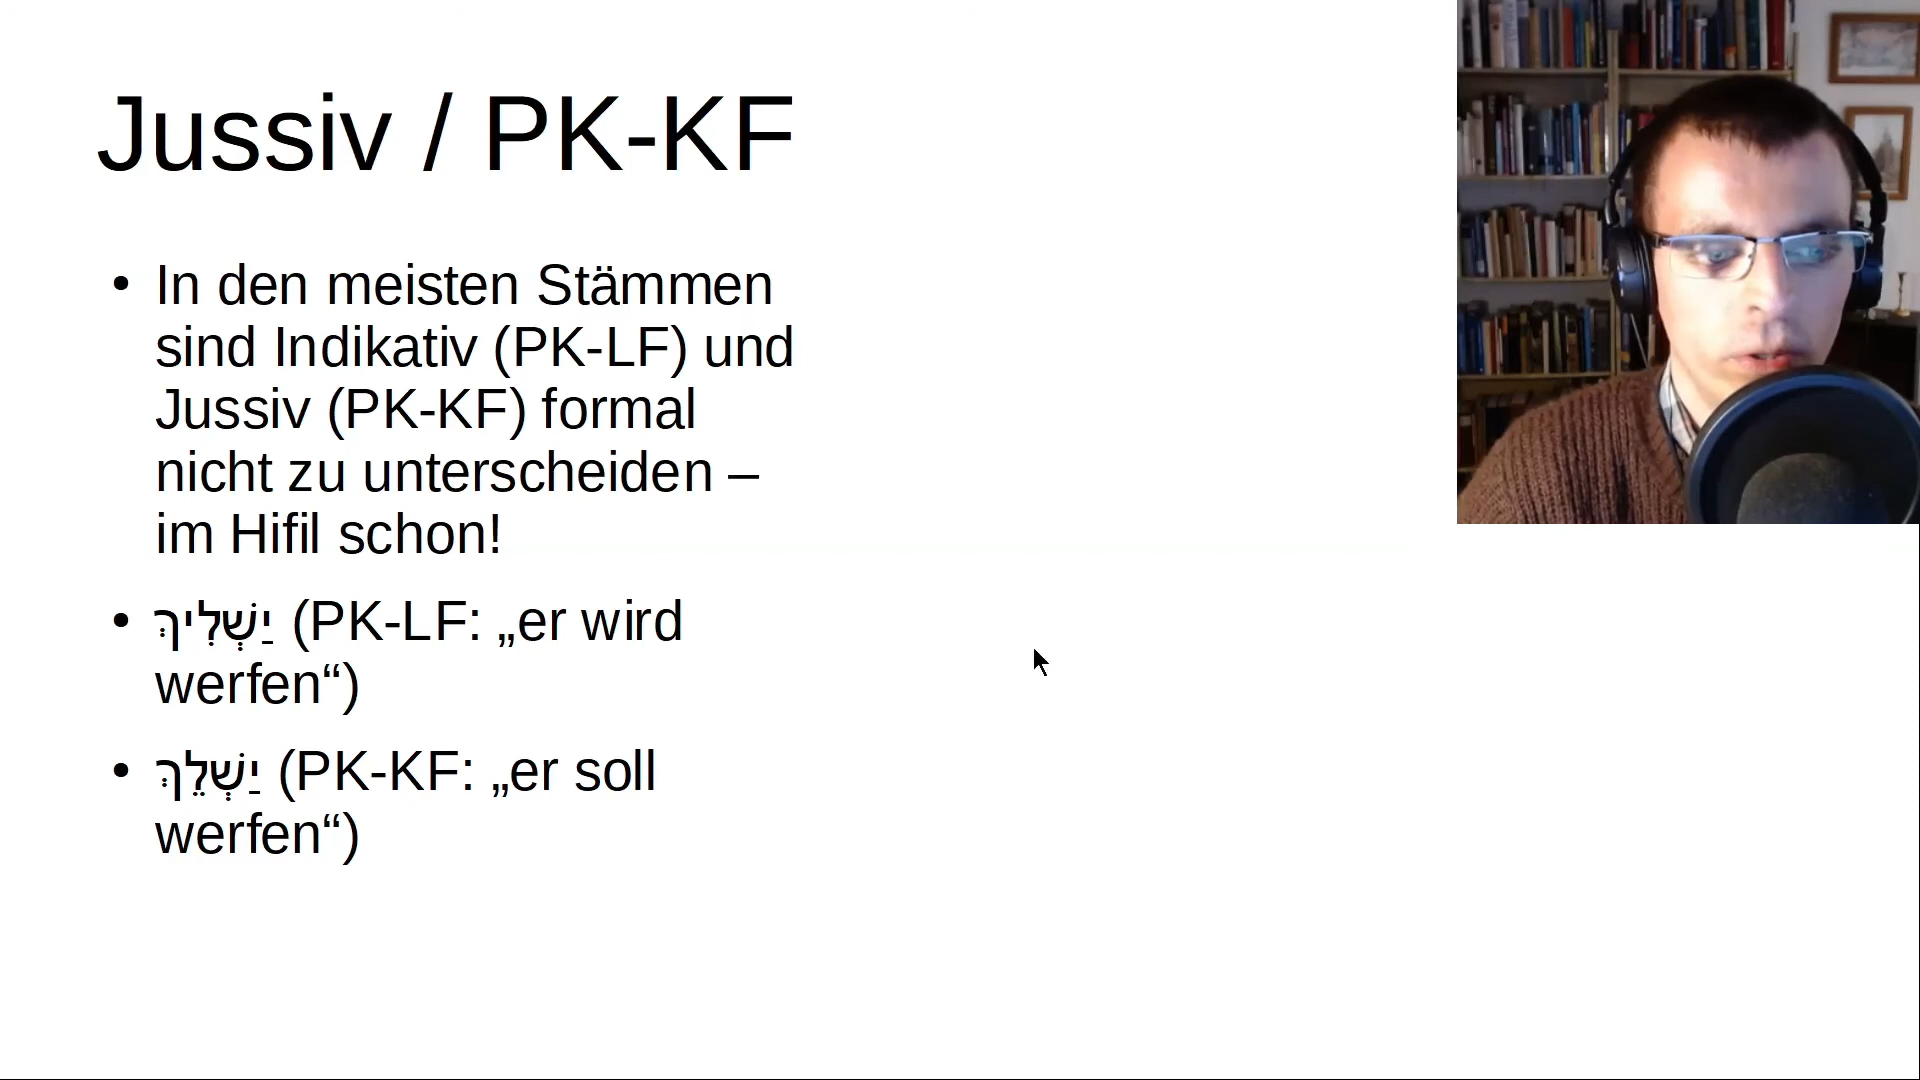 Jussiv / PK-KF
• In den meisten Stämmen
sind Indikativ (PK-LF) und
Jussiv (PK-KF) formal
nicht zu unterscheiden –
im Hifil schon!
• יַשְׁלִיךְ (PK-LF: „er wird
werfen“)
• יַשְׁלֵךְ (PK-KF: „er soll
werfen“)